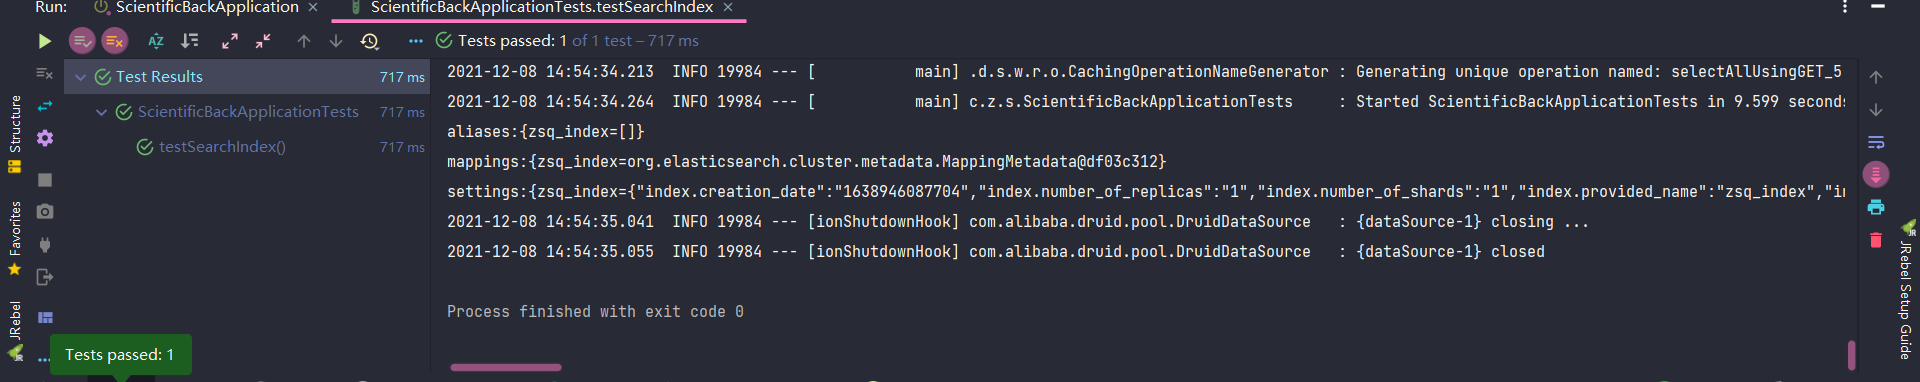 Run: ScientificBackApplication × ScientificBackApplicationTests.testSearchIndex ×
Tests passed: 1 of 1 test – 717 ms
Test Results 717 ms
ScientificBackApplicationTests 717 ms
testSearchIndex() 717 ms
2021-12-08 14:54:34.213  INFO 19984 --- [           main] .d.s.w.r.o.CachingOperationNameGenerator : Generating unique operation named: selectAllUsingGET_5
2021-12-08 14:54:34.264  INFO 19984 --- [           main] c.z.s.ScientificBackApplicationTests     : Started ScientificBackApplicationTests in 9.599 seconds
aliases:{zsq_index=[]}
mappings:{zsq_index=org.elasticsearch.cluster.metadata.MappingMetadata@df03c312}
settings:{zsq_index={"index.creation_date":"1638946087704","index.number_of_replicas":"1","index.number_of_shards":"1","index.provided_name":"zsq_index","in
2021-12-08 14:54:35.041  INFO 19984 --- [ionShutdownHook] com.alibaba.druid.pool.DruidDataSource   : {dataSource-1} closing ...
2021-12-08 14:54:35.055  INFO 19984 --- [ionShutdownHook] com.alibaba.druid.pool.DruidDataSource   : {dataSource-1} closed
Process finished with exit code 0
Structure
Favorites
JRebel
Tests passed: 1
JRebel Setup Guide